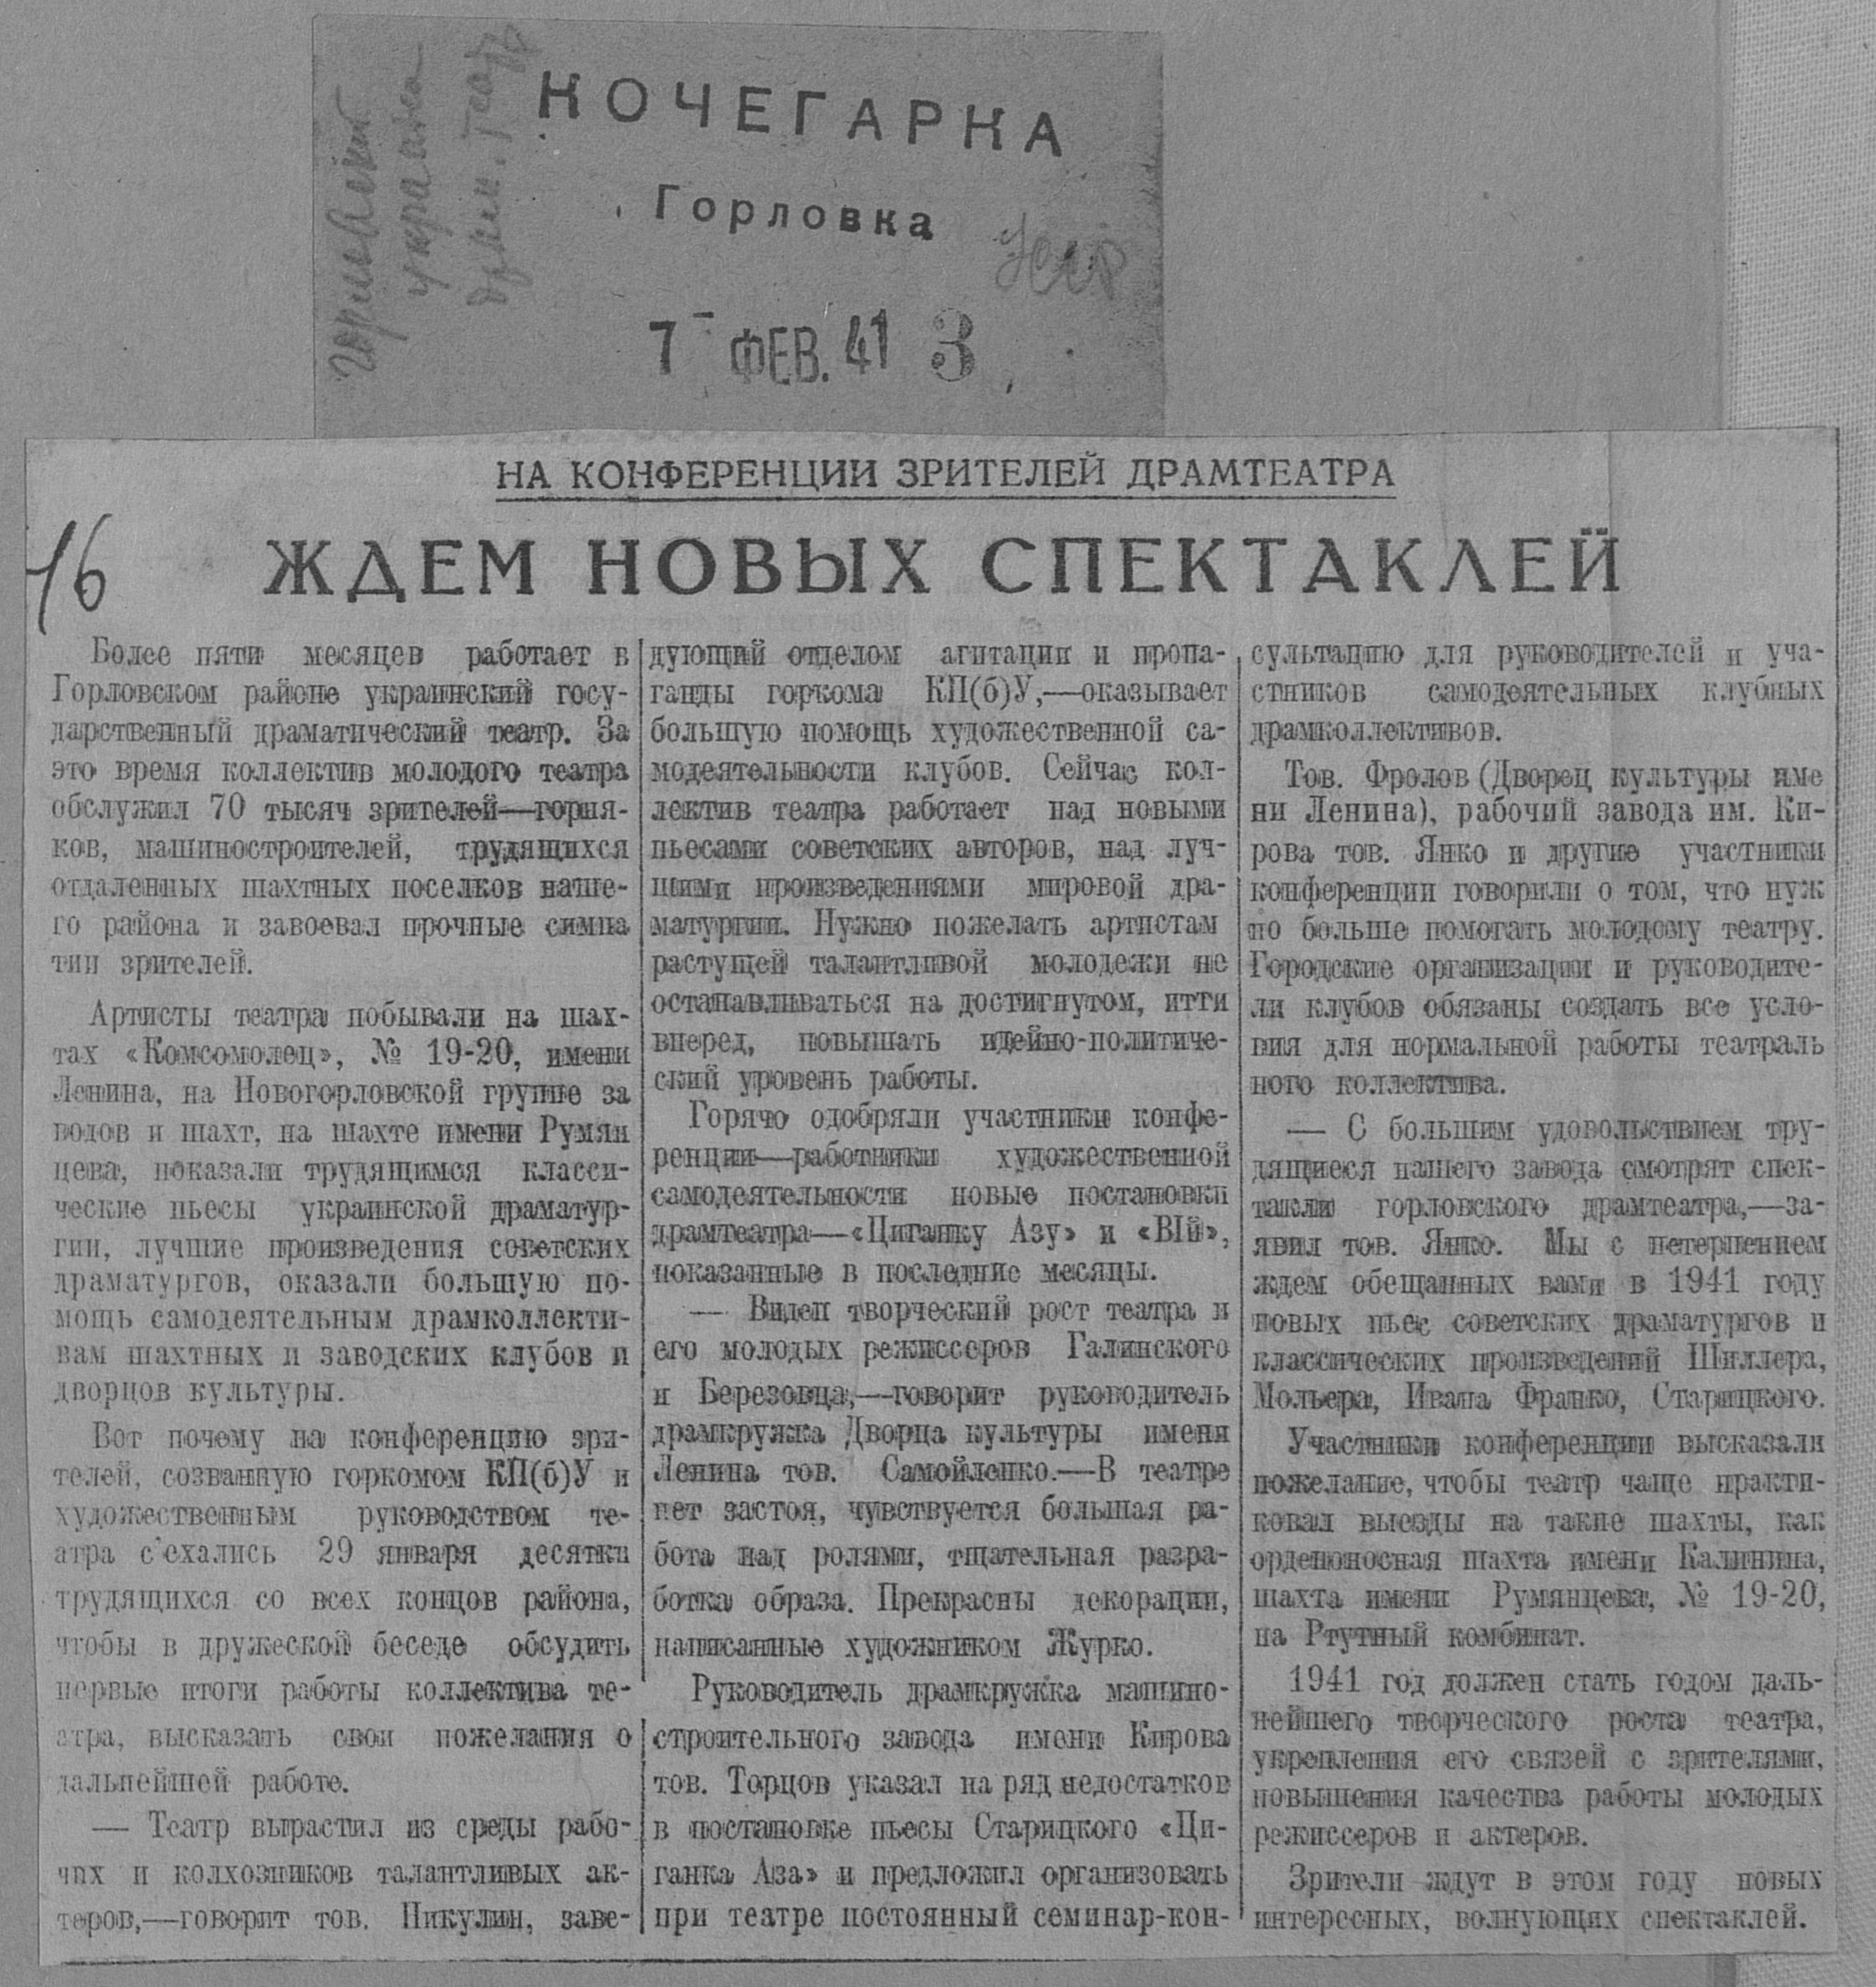 КОЧЕГАРКА
Горловка
7 - ФЕВ. 41 3
Горловский
украинск
драм. театр
16
НА КОНФЕРЕНЦИИ ЗРИТЕЛЕЙ ДРАМТЕАТРА
ЖДЕМ НОВЫХ СПЕКТАКЛЕЙ
Более пяти месяцев работает в
Горловском районе украинский госу-
дарственный драматический театр. За
это время коллектив молодого театра
обслужил 70 тысяч зрителей—горня-
ков, машиностроителей, трудящихся
отдаленных шахтных поселков наше-
го района и завоевал прочные симпа
тии зрителей.
Артисты театра побывали на шах-
тах «Комсомолец», № 19-20, имени
Ленина, на Новогорловской группе за
водов и шахт, на шахте имени Румян
цева, показали трудящимся класси-
ческие пьесы украинской драматур-
гии, лучшие произведения советских
драматургов, оказали большую по-
мощь самодеятельным драмколлекти-
вам шахтных и заводских клубов и
дворцов культуры.
Вот почему на конференцию зри-
телей, созванную горкомом КП(б)У и
художественным руководством те-
атра с'ехались 29 января десятки
трудящихся со всех концов района,
чтобы в дружеской беседе обсудить
первые итоги работы коллектива те-
атра, высказать свои пожелания о
дальнейшей работе.
— Театр вырастил из среды рабо-
чих и колхозников талантливых ак-
теров,—говорит тов. Никулин, заве-
дующий отделом агитации и пропа-
ганды горкома КП(б)У,—оказывает
большую помощь художественной са-
модеятельности клубов. Сейчас кол-
лектив театра работает над новыми
пьесами советских авторов, над луч-
шими произведениями мировой дра-
матургии. Нужно пожелать артистам
растущей талантливой молодежи не
останавливаться на достигнутом, итти
вперед, повышать идейно-политиче-
ский уровень работы.
Горячо одобряли участники конфе-
ренции—работники художественной
самодеятельности новые постановки
драмтеатра—«Циганку Азу» и «ВІй»,
показанные в последние месяцы.
— Виден творческий рост театра и
его молодых режиссеров Галинского
и Березовца,—говорит руководитель
драмкружка Дворца культуры имени
Ленина тов. Самойленко.—В театре
нет застоя, чувствуется большая ра-
бота над ролями, тщательная разра-
ботка образа. Прекрасны декорации,
написанные художником Журко.
Руководитель драмкружка машино-
строительного завода имени Кирова
тов. Торцов указал на ряд недостатков
в постановке пьесы Старицкого «Ци-
ганка Аза» и предложил организовать
при театре постоянный семинар-кон-
сультацию для руководителей и уча-
стников самодеятельных клубных
драмколлективов.
Тов. Фролов (Дворец культуры име
ни Ленина), рабочий завода им. Ки-
рова тов. Янко и другие участники
конференции говорили о том, что нуж
но больше помогать молодому театру.
Городские организации и руководите-
ли клубов обязаны создать все усло-
вия для нормальной работы театраль
ного коллектива.
— С большим удовольствием тру-
дящиеся нашего завода смотрят спек-
такли горловского драмтеатра,—за-
явил тов. Янко. Мы с нетерпением
ждем обещанных вами в 1941 году
новых пьес советских драматургов и
классических произведений Шиллера,
Мольера, Ивана Франко, Старицкого.
Участники конференции высказали
пожелание, чтобы театр чаще практи-
ковал выезды на такие шахты, как
орденоносная шахта имени Калинина,
шахта имени Румянцева, № 19-20,
на Ртутный комбинат.
1941 год должен стать годом даль-
нейшего творческого роста театра,
укрепления его связей с зрителями,
повышения качества работы молодых
режиссеров и актеров.
Зрители ждут в этом году новых
интересных, волнующих спектаклей.